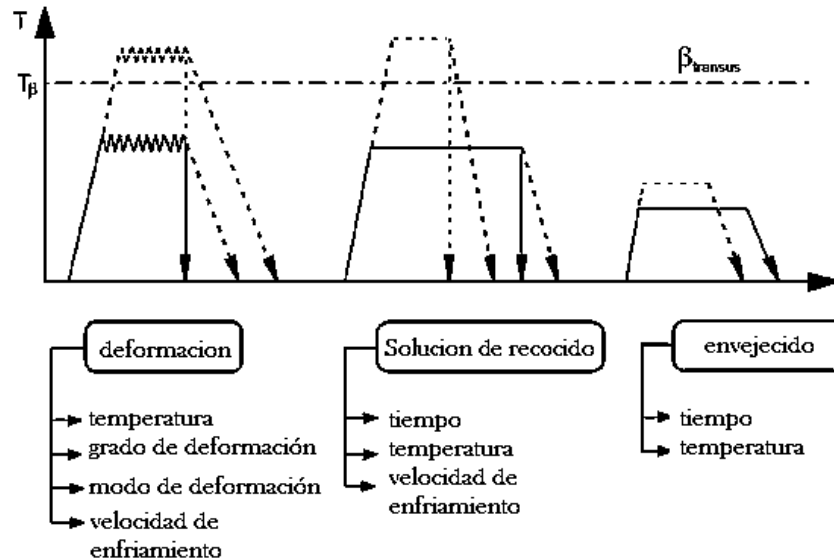 T
Tβ
βtransus
deformacion
Solucion de recocido
envejecido
temperatura
grado de deformación
modo de deformación
velocidad de
enfriamiento
tiempo
temperatura
velocidad de
enfriamiento
tiempo
temperatura